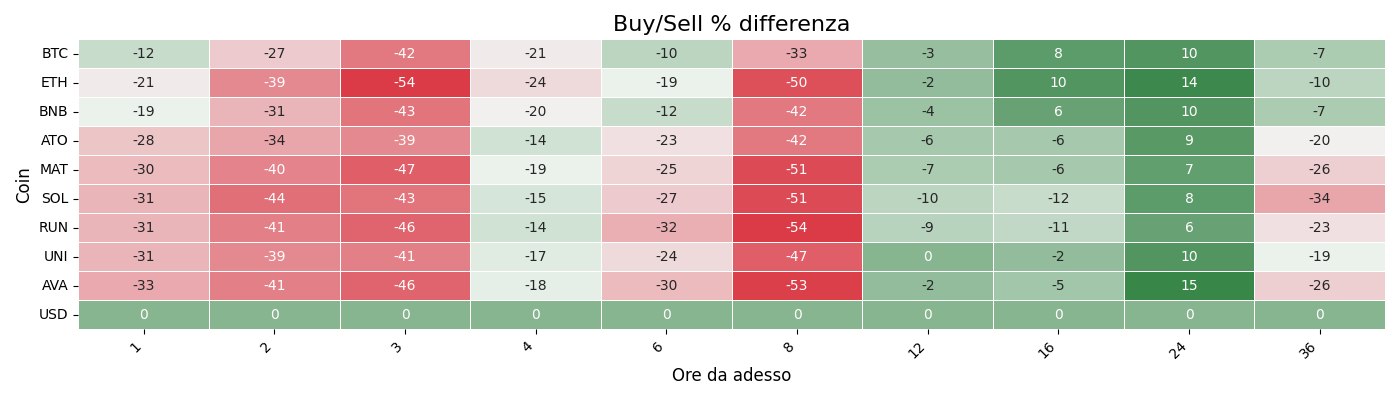 Buy/Sell % differenza
BTC -12 -27 -42 -21 -10 -33 -3 8 10 -7
ETH -21 -39 -54 -24 -19 -50 -2 10 14 -10
BNB -19 -31 -43 -20 -12 -42 -4 6 10 -7
ATO -28 -34 -39 -14 -23 -42 -6 -6 9 -20
MAT -30 -40 -47 -19 -25 -51 -7 -6 7 -26
SOL -31 -44 -43 -15 -27 -51 -10 -12 8 -34
RUN -31 -41 -46 -14 -32 -54 -9 -11 6 -23
UNI -31 -39 -41 -17 -24 -47 0 -2 10 -19
AVA -33 -41 -46 -18 -30 -53 -2 -5 15 -26
USD 0 0 0 0 0 0 0 0 0 0
Coin
1 2 3 4 6 8 12 16 24 36
Ore da adesso